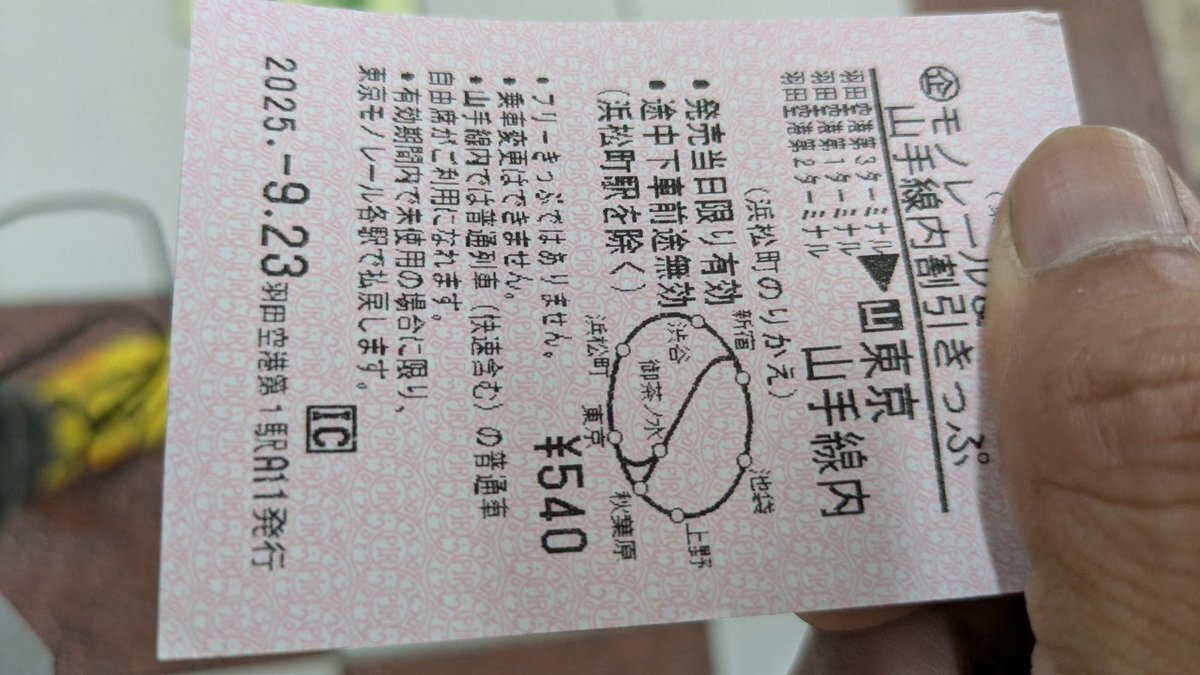 ㊎モノレール&
山手線内割引きっぷ
羽田空港第3ターミナル
羽田空港第1ターミナル▶山東京
羽田空港第2ターミナル 山手線内
(浜松町のりかえ)
・発売当日限り有効
途中下車前途無効
(浜松町駅を除く)
新宿
池袋
渋谷
御茶ノ水
上野
浜松町
東京
秋葉原
¥540
・フリーきっぷではありません。
・乗車変更はできません。
・山手線内では普通列車(快速含む)の普通車
自由席がご利用になれます。
・有効期間内で未使用の場合に限り、
東京モノレール各駅で払戻します。
IC
2025.-9.23羽田空港第1駅A11発行